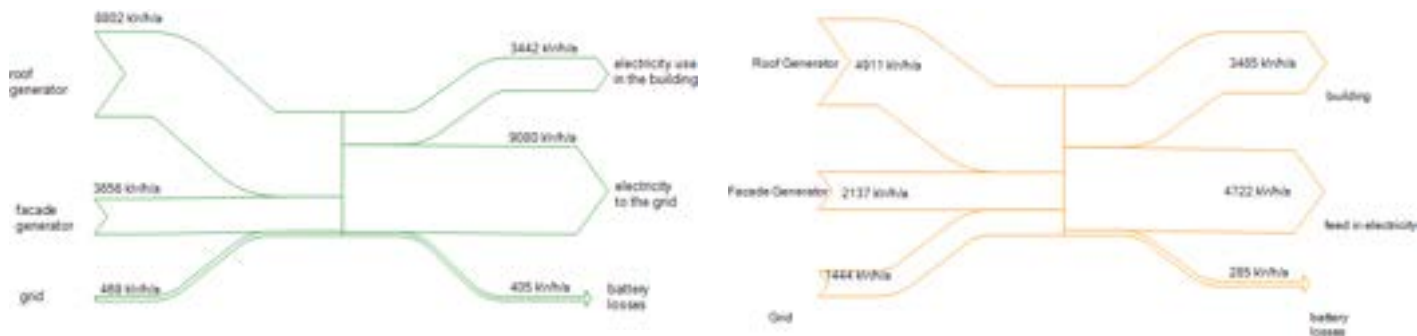 8802 kWh/a
3442 kWh/a
roof
generator
electricity use
in the building
9080 kWh/a
3656 kWh/a
facade
generator
electricity
to the grid
grid
kWh/a
405 kWh/a
battery
losses
Roof Generator
4911 kWh/a
3485 kWh/a
building
Facade Generator
2137 kWh/a
4722 kWh/a
feed in electricity
1444 kWh/a
285 kWh/a
Grid
battery
losses